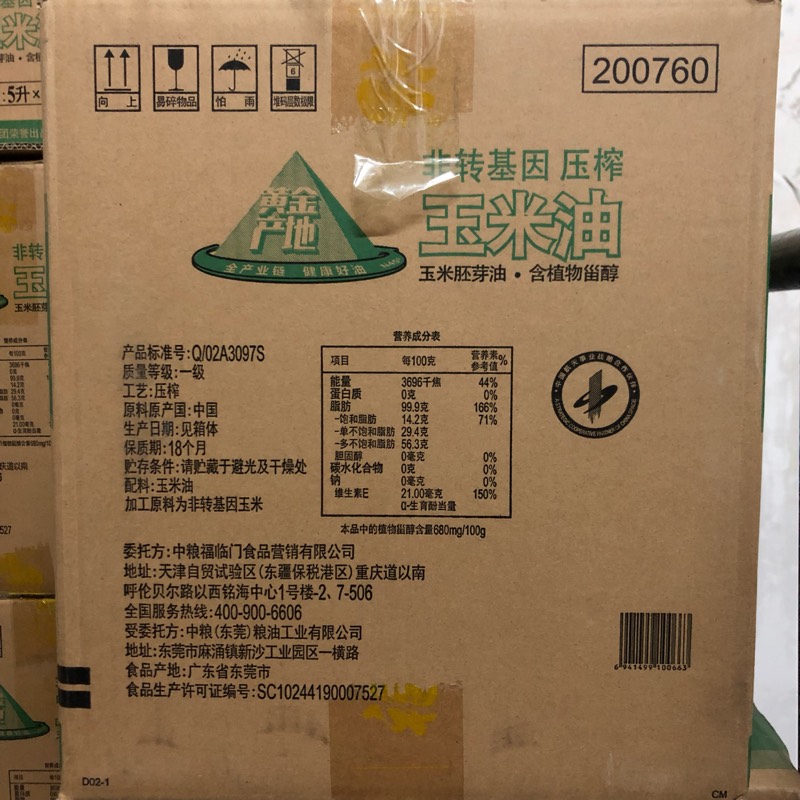 200760
6
向 上
易碎物品
怕 雨
堆码层数极限
非转基因 压榨
黄金产地
玉米油
全产业链 健康好油
玉米胚芽油·含植物甾醇
产品标准号:Q/02A3097S
质量等级:一级
工艺:压榨
原料原产国:中国
生产日期:见箱体
保质期:18个月
贮存条件:请贮藏于避光及干燥处
配料:玉米油
加工原料为非转基因玉米
营养成分表
项目 每100克 营养素参考值%
能量 3696千焦 44%
蛋白质 0克 0%
脂肪 99.9克 166%
-饱和脂肪 14.2克 71%
-单不饱和脂肪 29.4克
-多不饱和脂肪 56.3克
胆固醇 0毫克 0%
碳水化合物 0克 0%
钠 0毫克 0%
维生素E 21.00毫克 150%
α-生育酚当量
本品中的植物甾醇含量680mg/100g
中国航天事业战略合作伙伴
委托方:中粮福临门食品营销有限公司
地址:天津自贸试验区(东疆保税港区)重庆道以南
呼伦贝尔路以西铭海中心1号楼-2、7-506
全国服务热线:400-900-6606
受委托方:中粮(东莞)粮油工业有限公司
地址:东莞市麻涌镇新沙工业园区一横路
食品产地:广东省东莞市
食品生产许可证编号:SC10244190007527
6 941499 100663
D02-1
CM